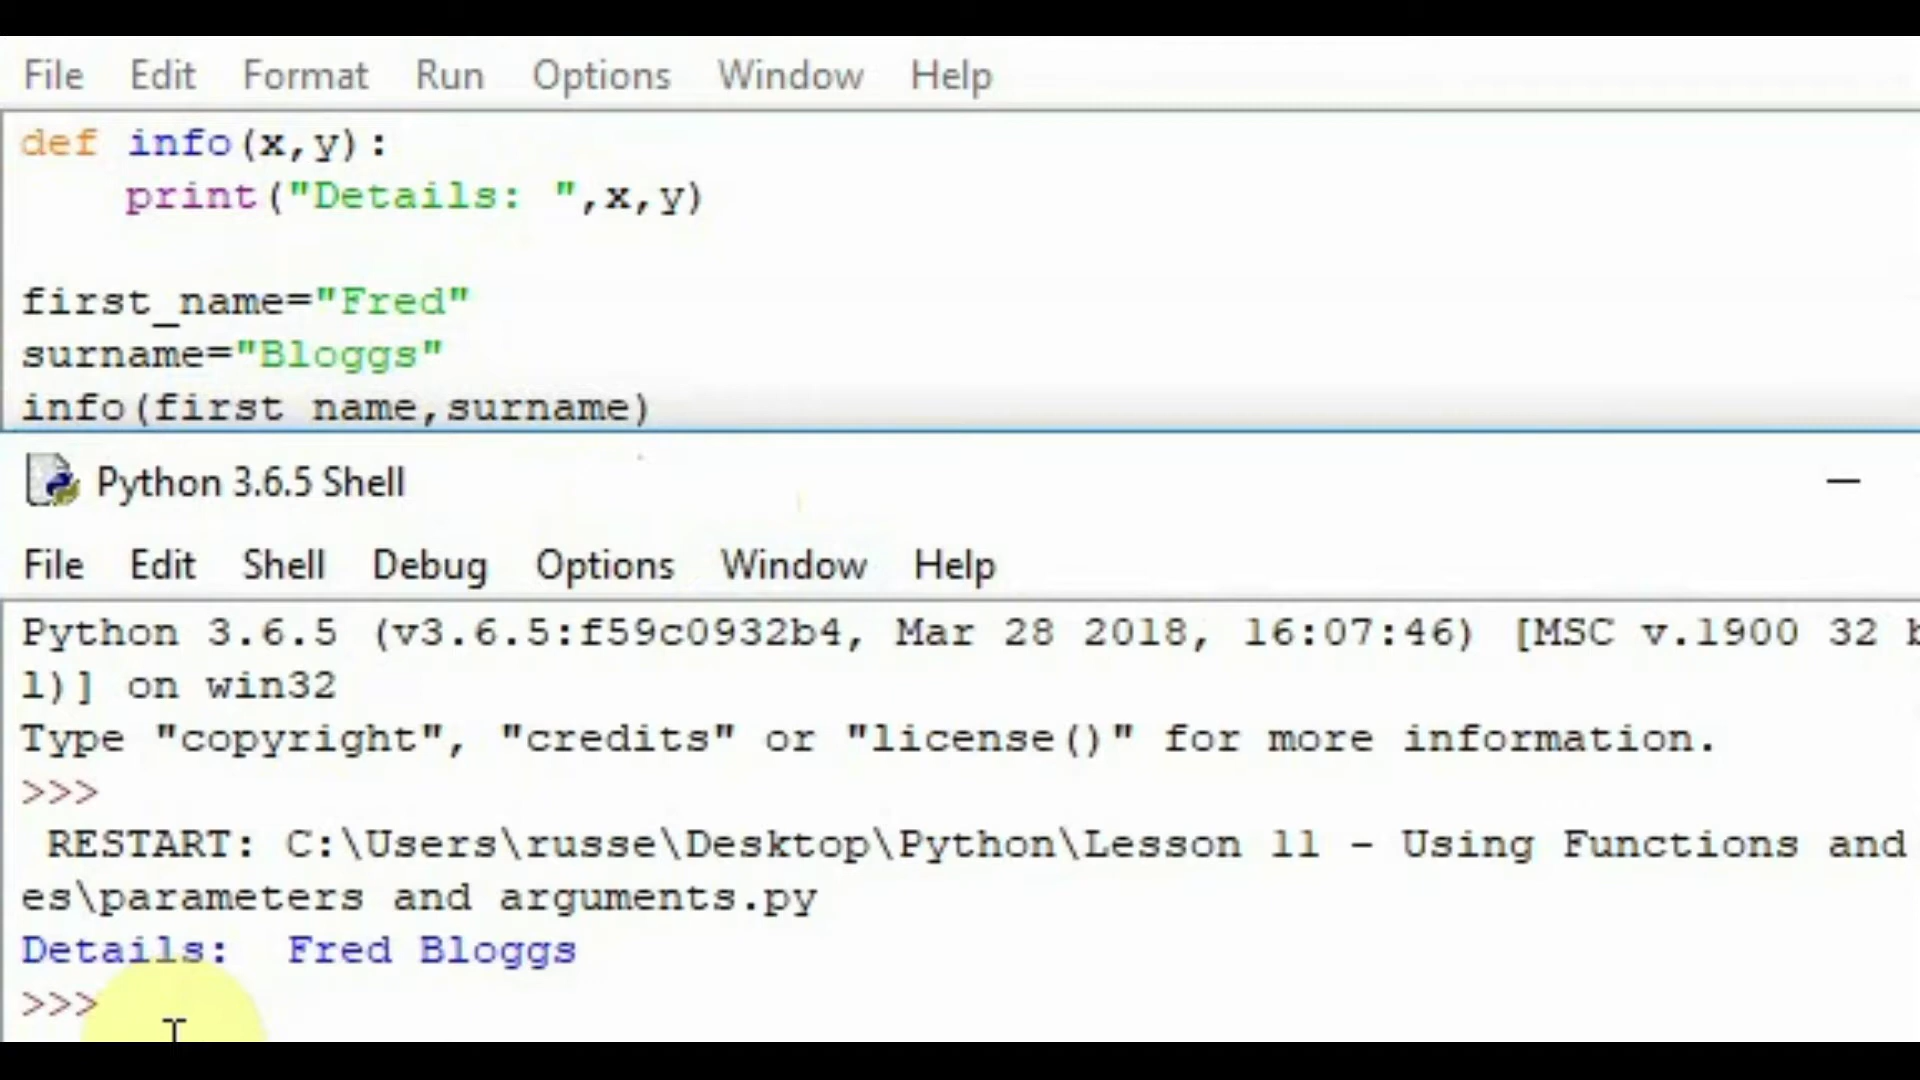 File Edit Format Run Options Window Help
def info(x,y):
    print("Details: ",x,y)
first_name="Fred"
surname="Bloggs"
info(first name,surname)
Python 3.6.5 Shell
File Edit Shell Debug Options Window Help
Python 3.6.5 (v3.6.5:f59c0932b4, Mar 28 2018, 16:07:46) [MSC v.1900 32
l)] on win32
Type "copyright", "credits" or "license()" for more information.
>>>
 RESTART: C:\Users\russe\Desktop\Python\Lesson 11 - Using Functions and
es\parameters and arguments.py
Details:  Fred Bloggs
>>>